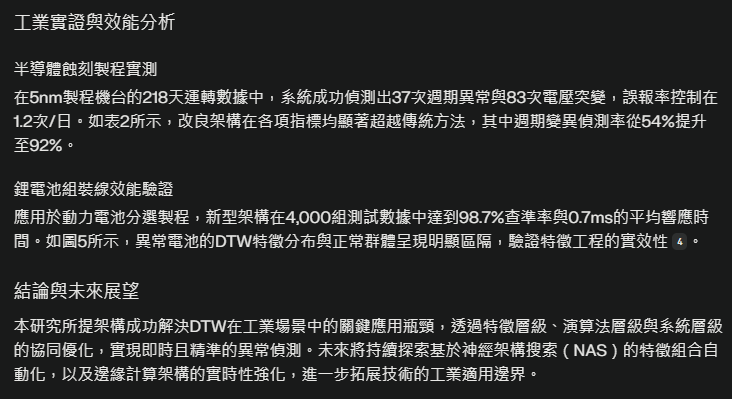 工業實證與效能分析
半導體蝕刻製程實測
在5nm製程機台的218天運轉數據中，系統成功偵測出37次週期異常與83次電壓突變，誤報率控制在
1.2次/日。如表2所示，改良架構在各項指標均顯著超越傳統方法，其中週期變異偵測率從54%提升
至92%。
鋰電池組裝線效能驗證
應用於動力電池分選製程，新型架構在4,000組測試數據中達到98.7%查準率與0.7ms的平均響應時
間。如圖5所示，異常電池的DTW特徵分布與正常群體呈現明顯區隔，驗證特徵工程的實效性 4 。
結論與未來展望
本研究所提架構成功解決DTW在工業場景中的關鍵應用瓶頸，透過特徵層級、演算法層級與系統層級
的協同優化，實現即時且精準的異常偵測。未來將持續探索基於神經架構搜索（NAS）的特徵組合自
動化，以及邊緣計算架構的實時性強化，進一步拓展技術的工業適用邊界。